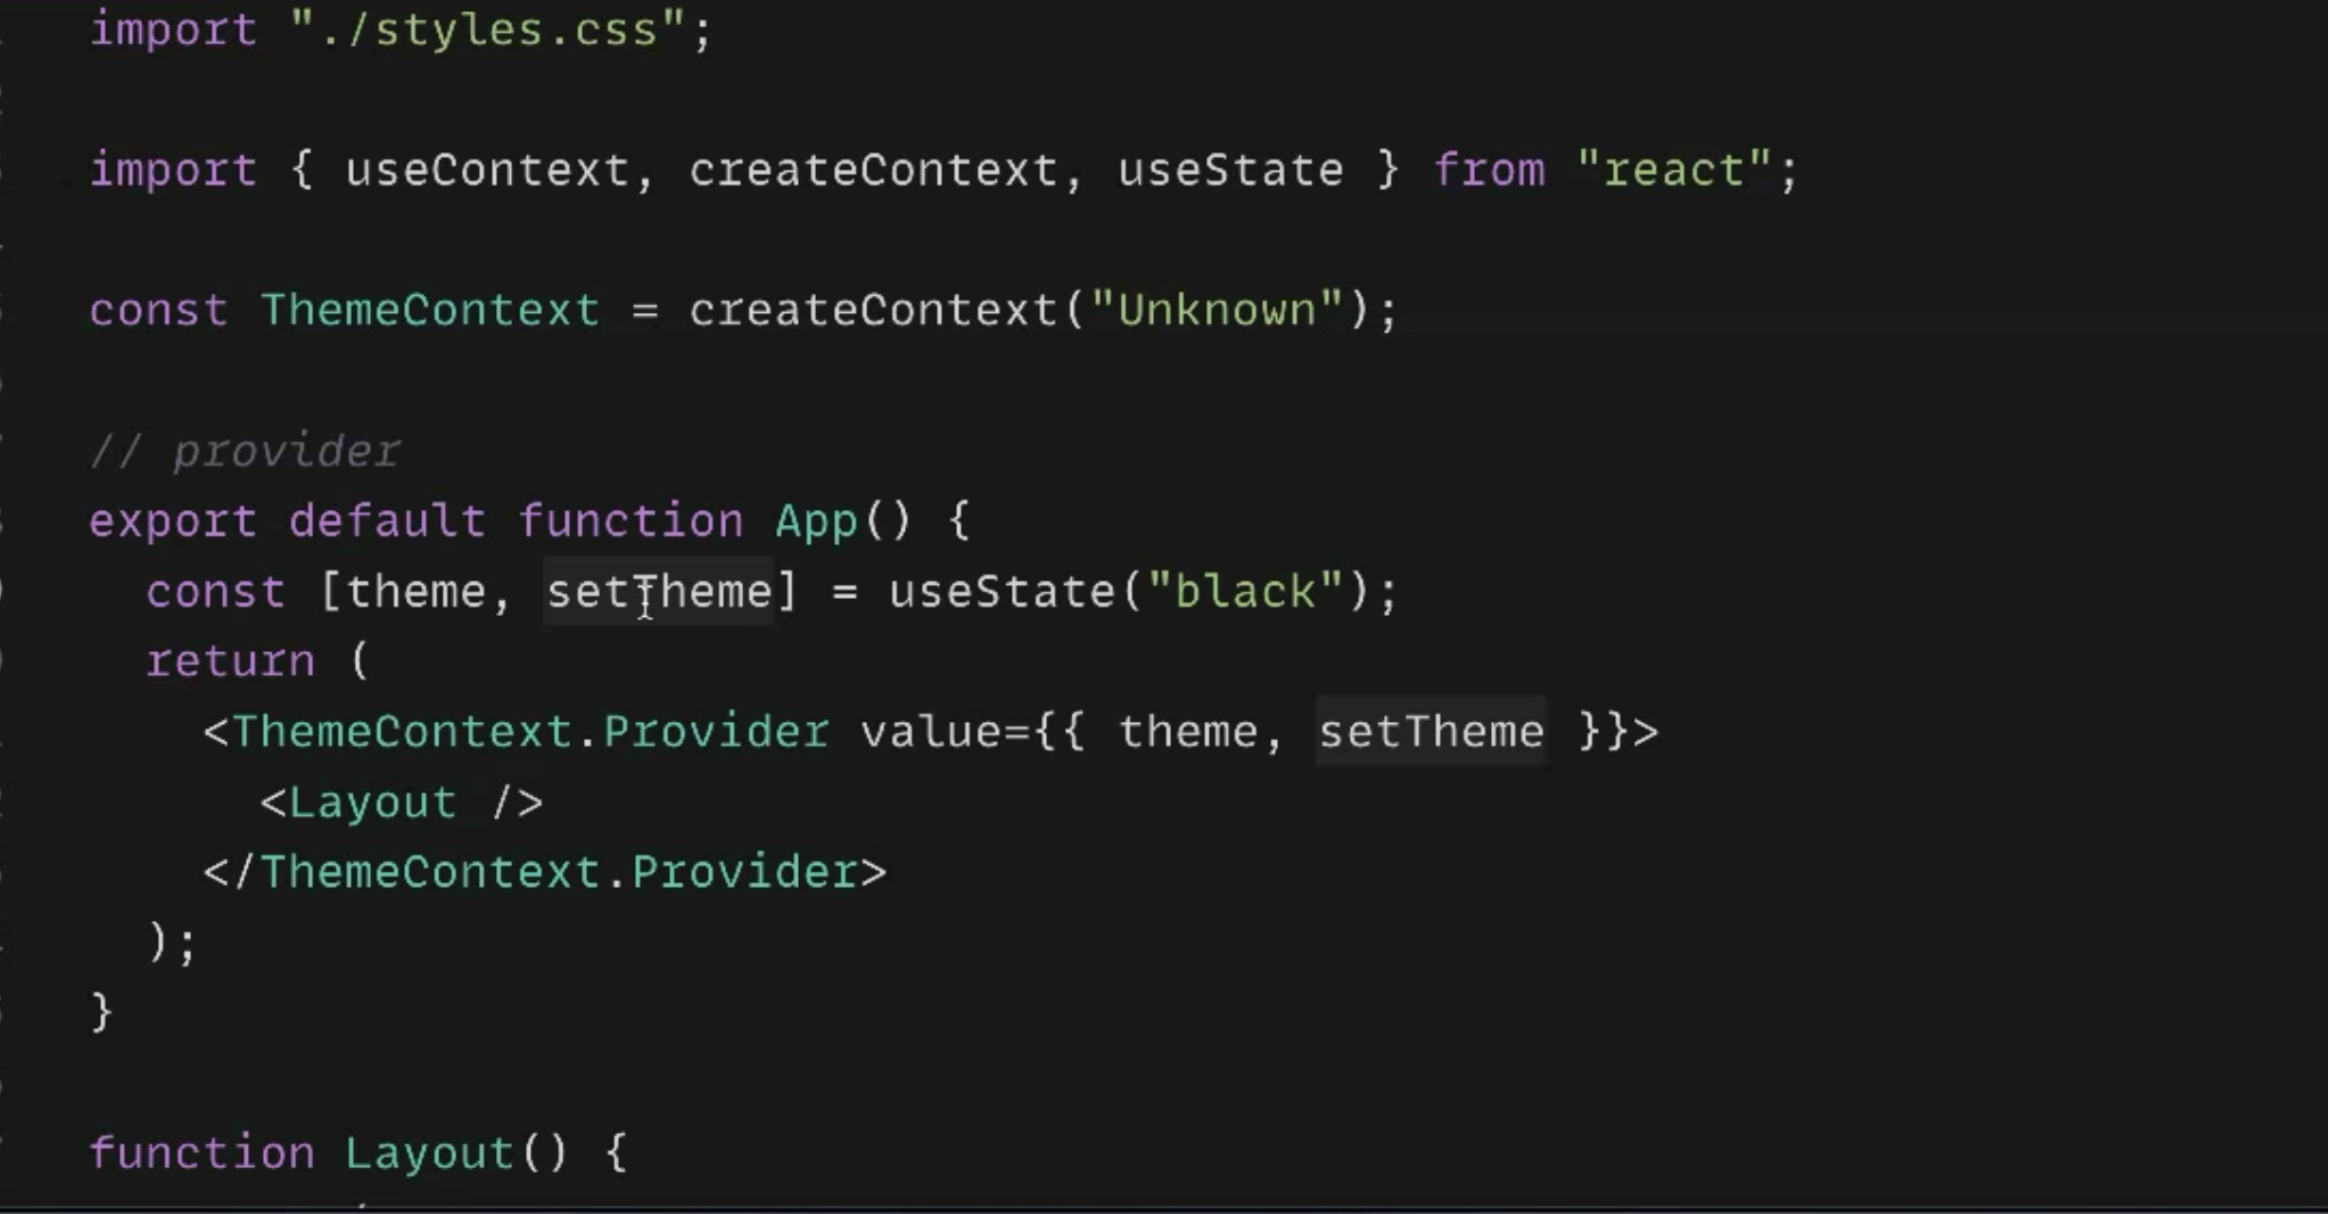 import "./styles.css";
import { useContext, createContext, useState } from "react";
const ThemeContext = createContext("Unknown");
// provider
export default function App() {
  const [theme, setTheme] = useState("black");
  return (
    <ThemeContext.Provider value={{ theme, setTheme }}>
      <Layout />
    </ThemeContext.Provider>
  );
}
function Layout() {